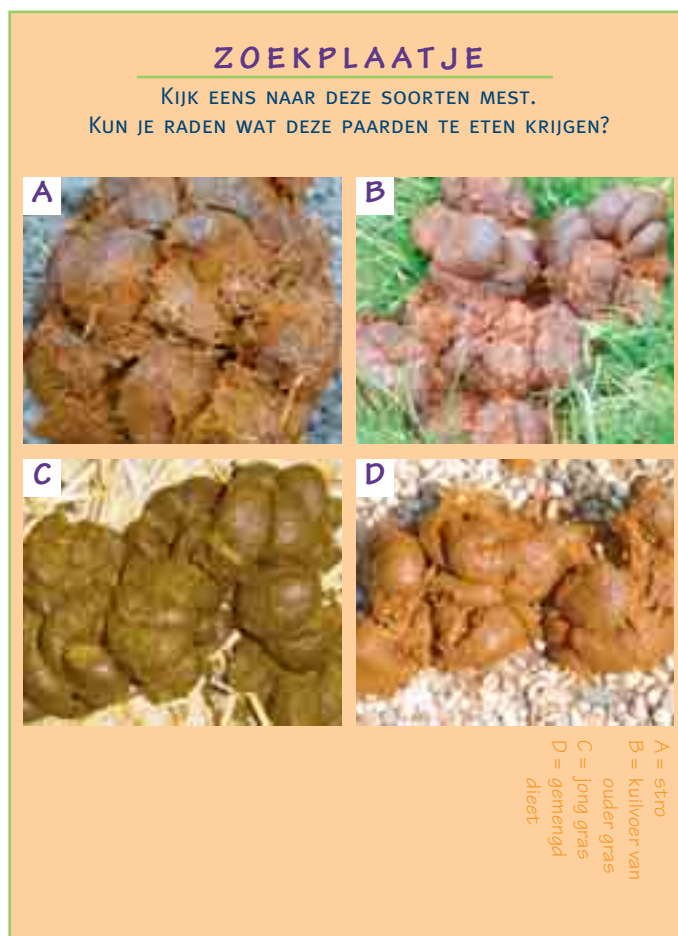 ZOEKPLAATJE
KIJK EENS NAAR DEZE SOORTEN MEST.
KUN JE RADEN WAT DEZE PAARDEN TE ETEN KRIJGEN?
A
B
C
D
A = stro
B = kuilvoer van
ouder gras
C = jong gras
D = gemengd
dieet